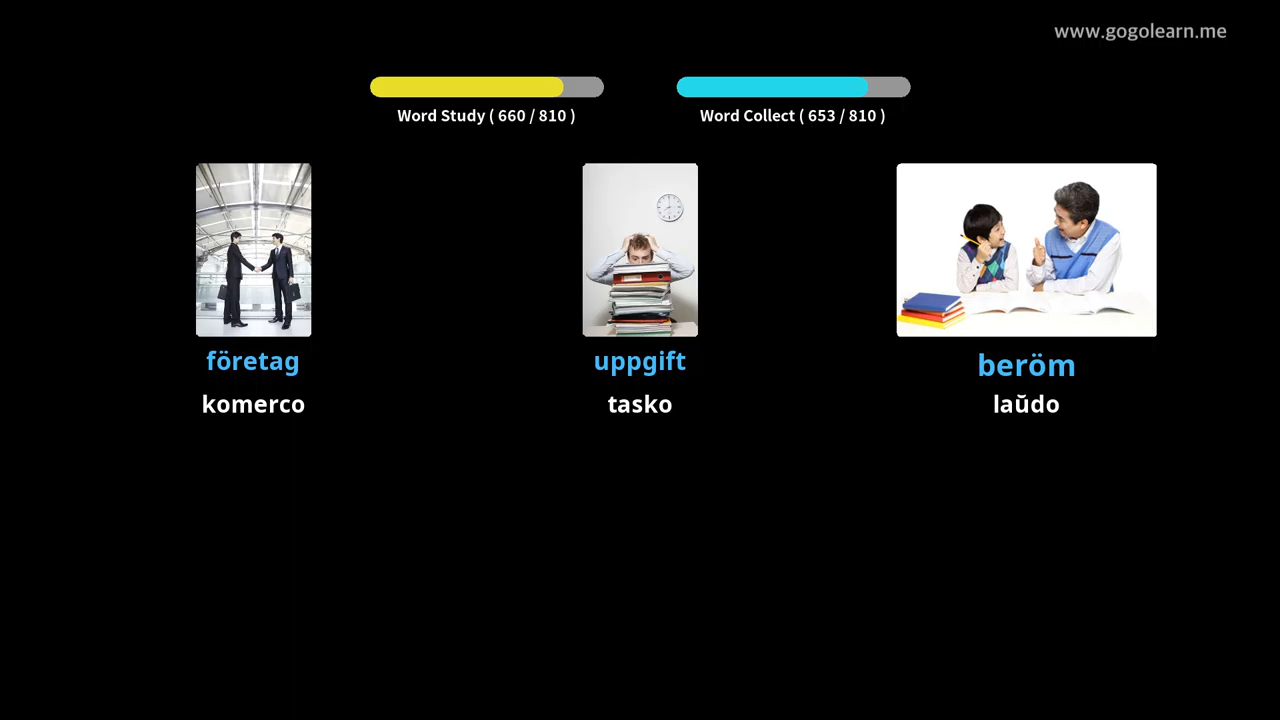 www.gogolearn.me
Word Study ( 660 / 810 )
Word Collect ( 653 / 810 )
företag
uppgift
beröm
komerco
tasko
laŭdo